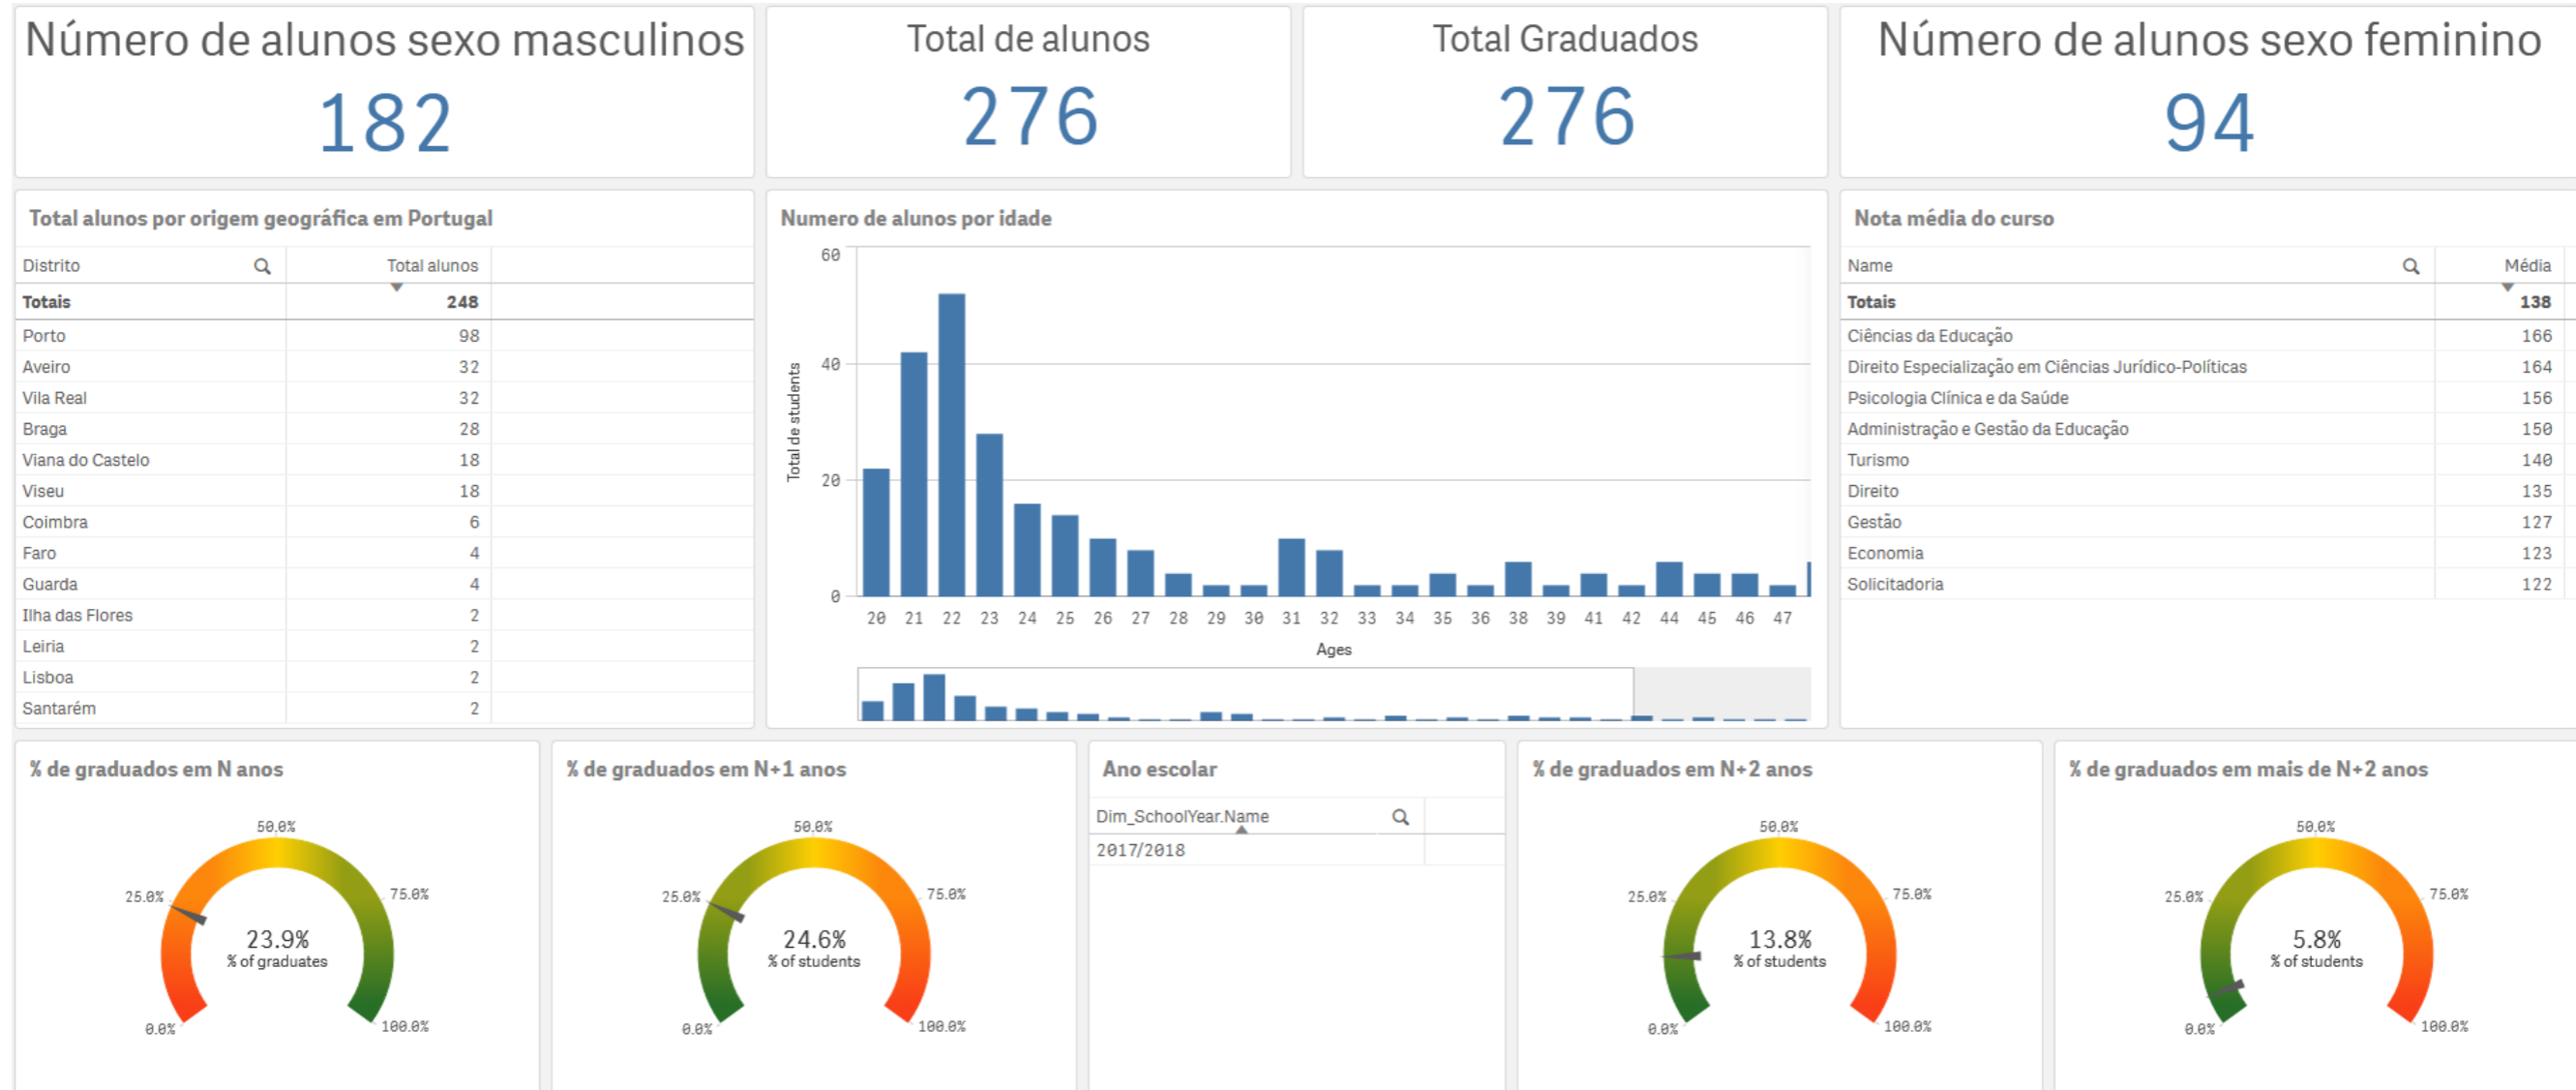 Número de alunos sexo masculinos
182
Total de alunos
276
Total Graduados
276
Número de alunos sexo feminino
94
Total alunos por origem geográfica em Portugal
Distrito Total alunos
Totais 248
Porto 98
Aveiro 32
Vila Real 32
Braga 28
Viana do Castelo 18
Viseu 18
Coimbra 6
Faro 4
Guarda 4
Ilha das Flores 2
Leiria 2
Lisboa 2
Santarém 2
Numero de alunos por idade
60
40
20
0
Total de students
20 21 22 23 24 25 26 27 28 29 30 31 32 33 34 35 36 38 39 41 42 44 45 46 47
Ages
Nota média do curso
Name Média
Totais 138
Ciências da Educação 166
Direito Especialização em Ciências Jurídico-Políticas 164
Psicologia Clínica e da Saúde 156
Administração e Gestão da Educação 150
Turismo 140
Direito 135
Gestão 127
Economia 123
Solicitadoria 122
% de graduados em N anos
50.0%
25.0% 75.0%
23.9%
% of graduates
0.0% 100.0%
% de graduados em N+1 anos
50.0%
25.0% 75.0%
24.6%
% of students
0.0% 100.0%
Ano escolar
Dim_SchoolYear.Name
2017/2018
% de graduados em N+2 anos
50.0%
25.0% 75.0%
13.8%
% of students
0.0% 100.0%
% de graduados em mais de N+2 anos
50.0%
25.0% 75.0%
5.8%
% of students
0.0% 100.0%